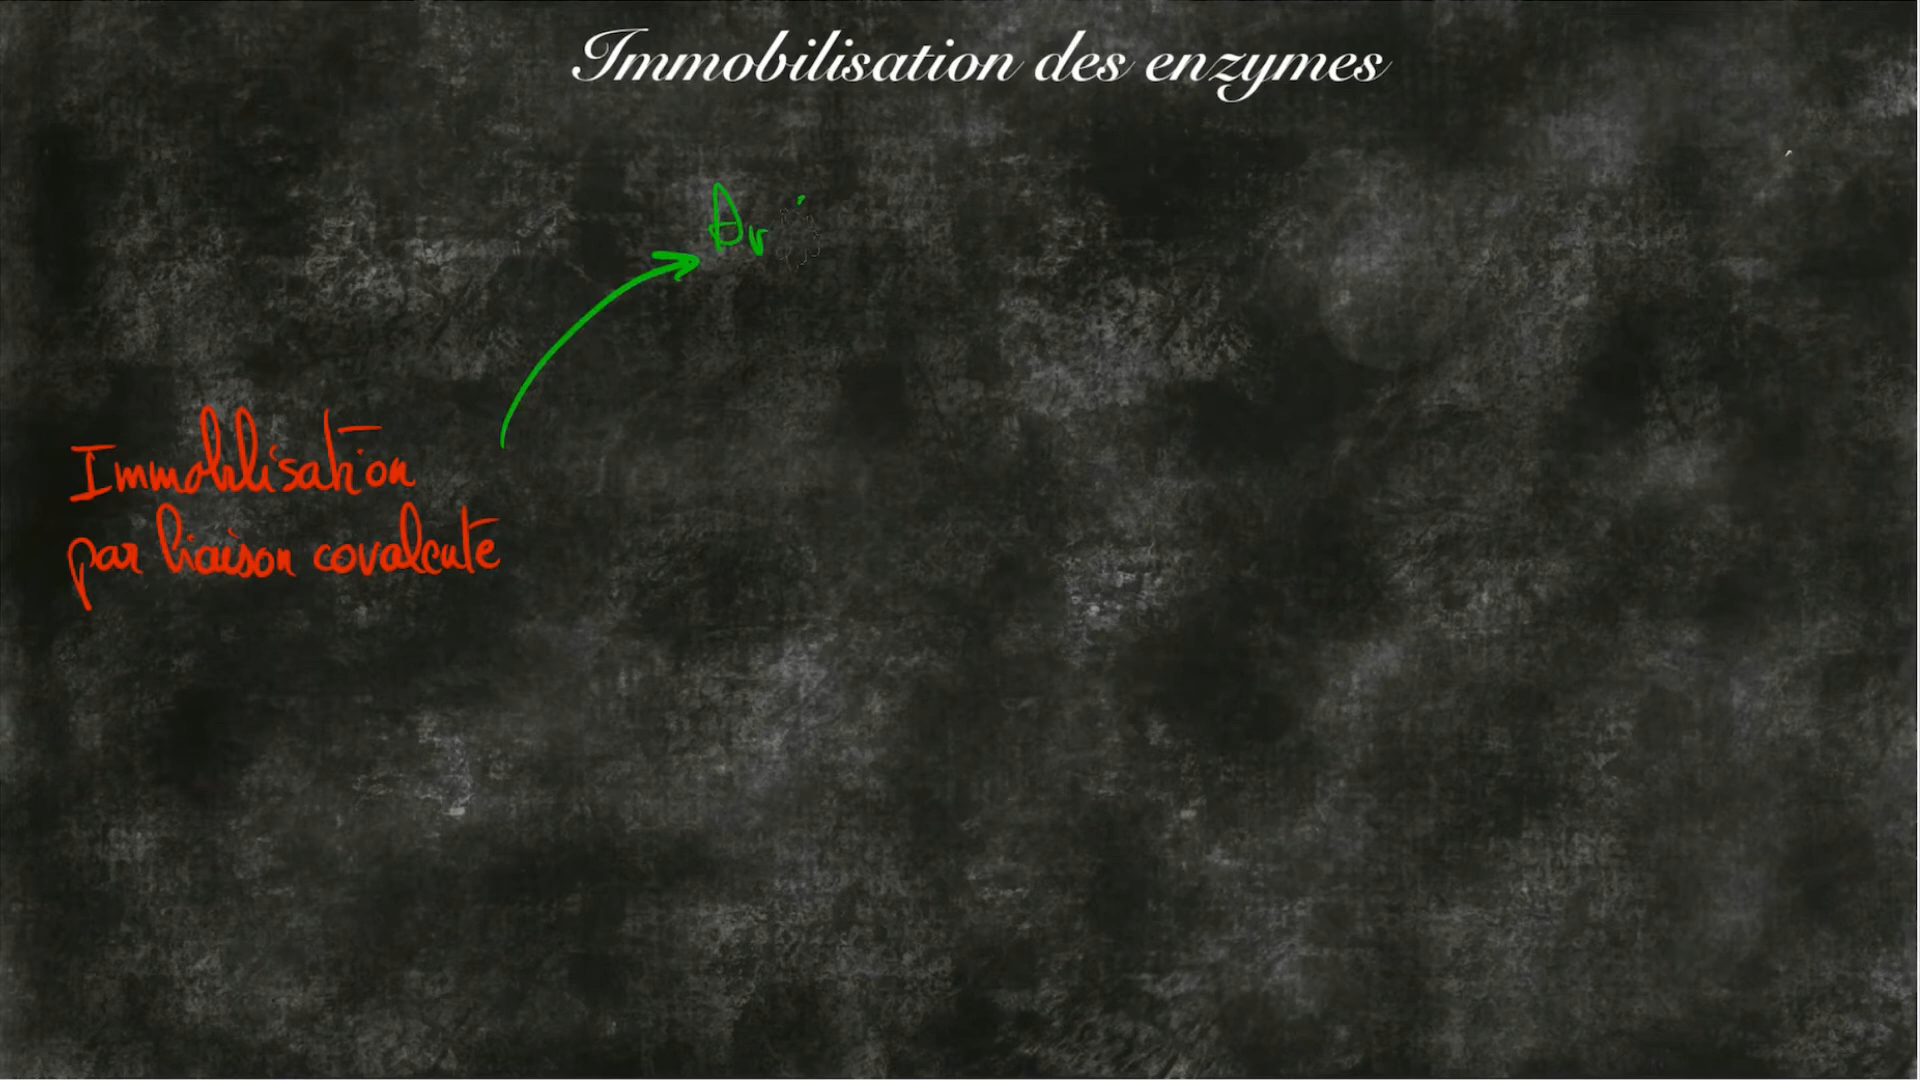 Immobilisation des enzymes
Immobilisation
par liaison covalente